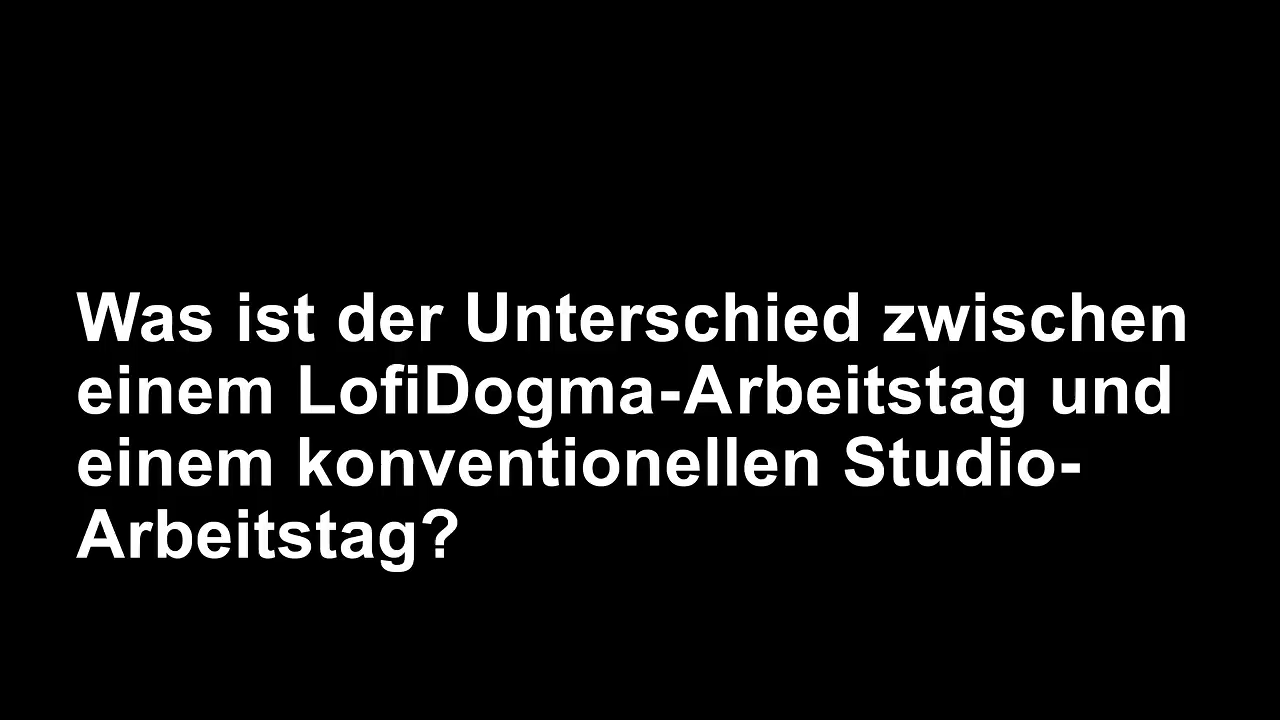 Was ist der Unterschied zwischen
einem LofiDogma-Arbeitstag und
einem konventionellen Studio-
Arbeitstag?